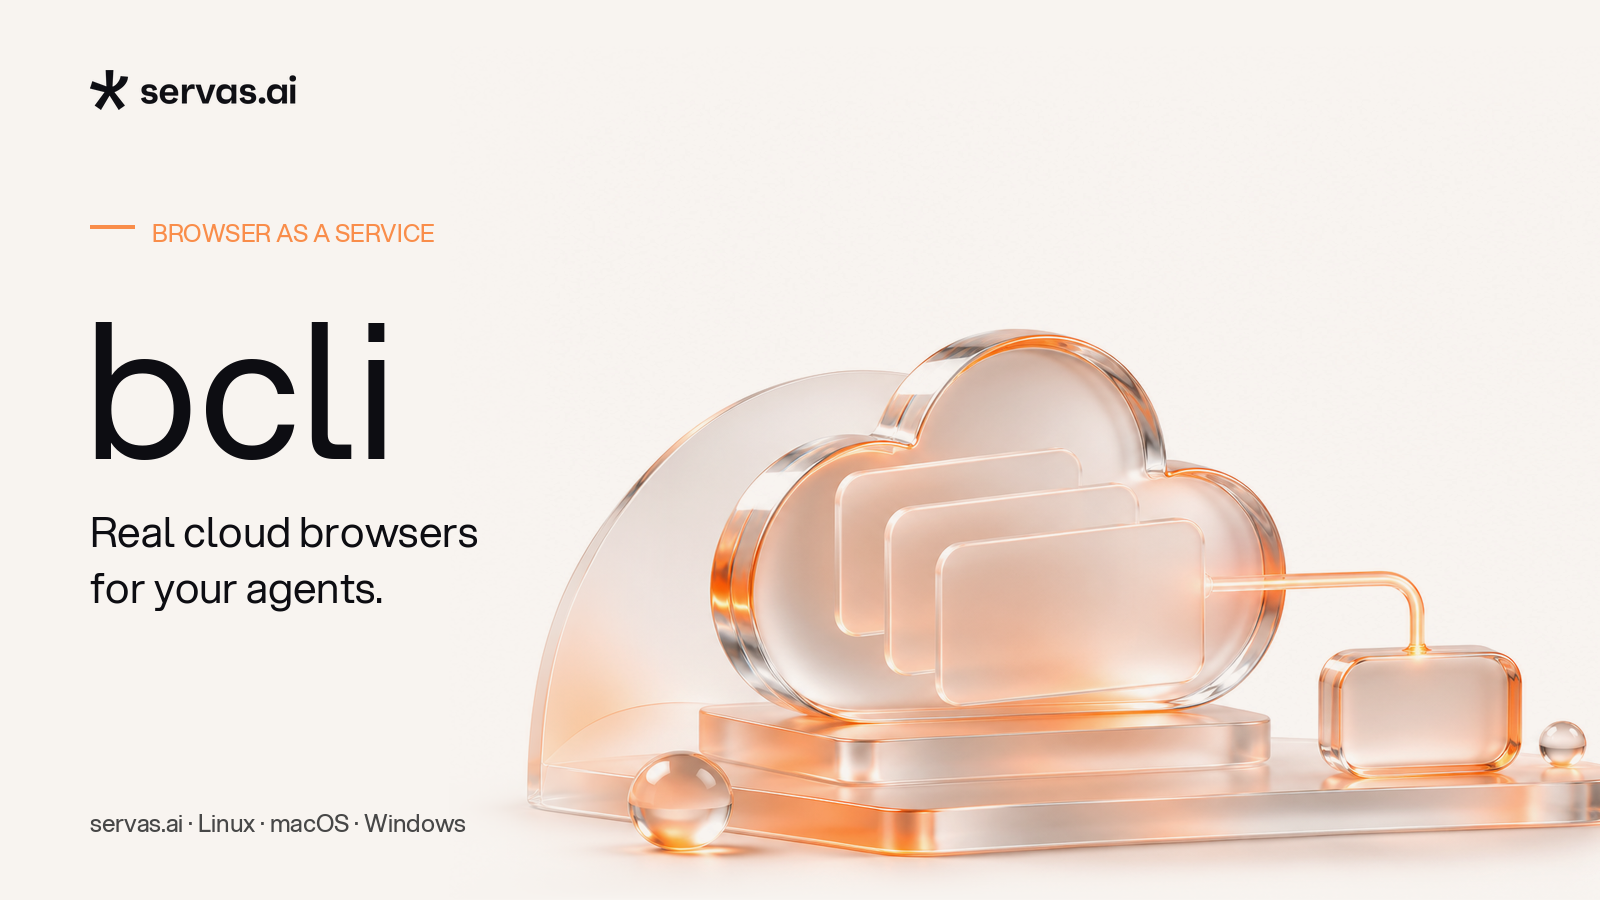 servas.ai
BROWSER AS A SERVICE
bcli
Real cloud browsers
for your agents.
servas.ai · Linux · macOS · Windows